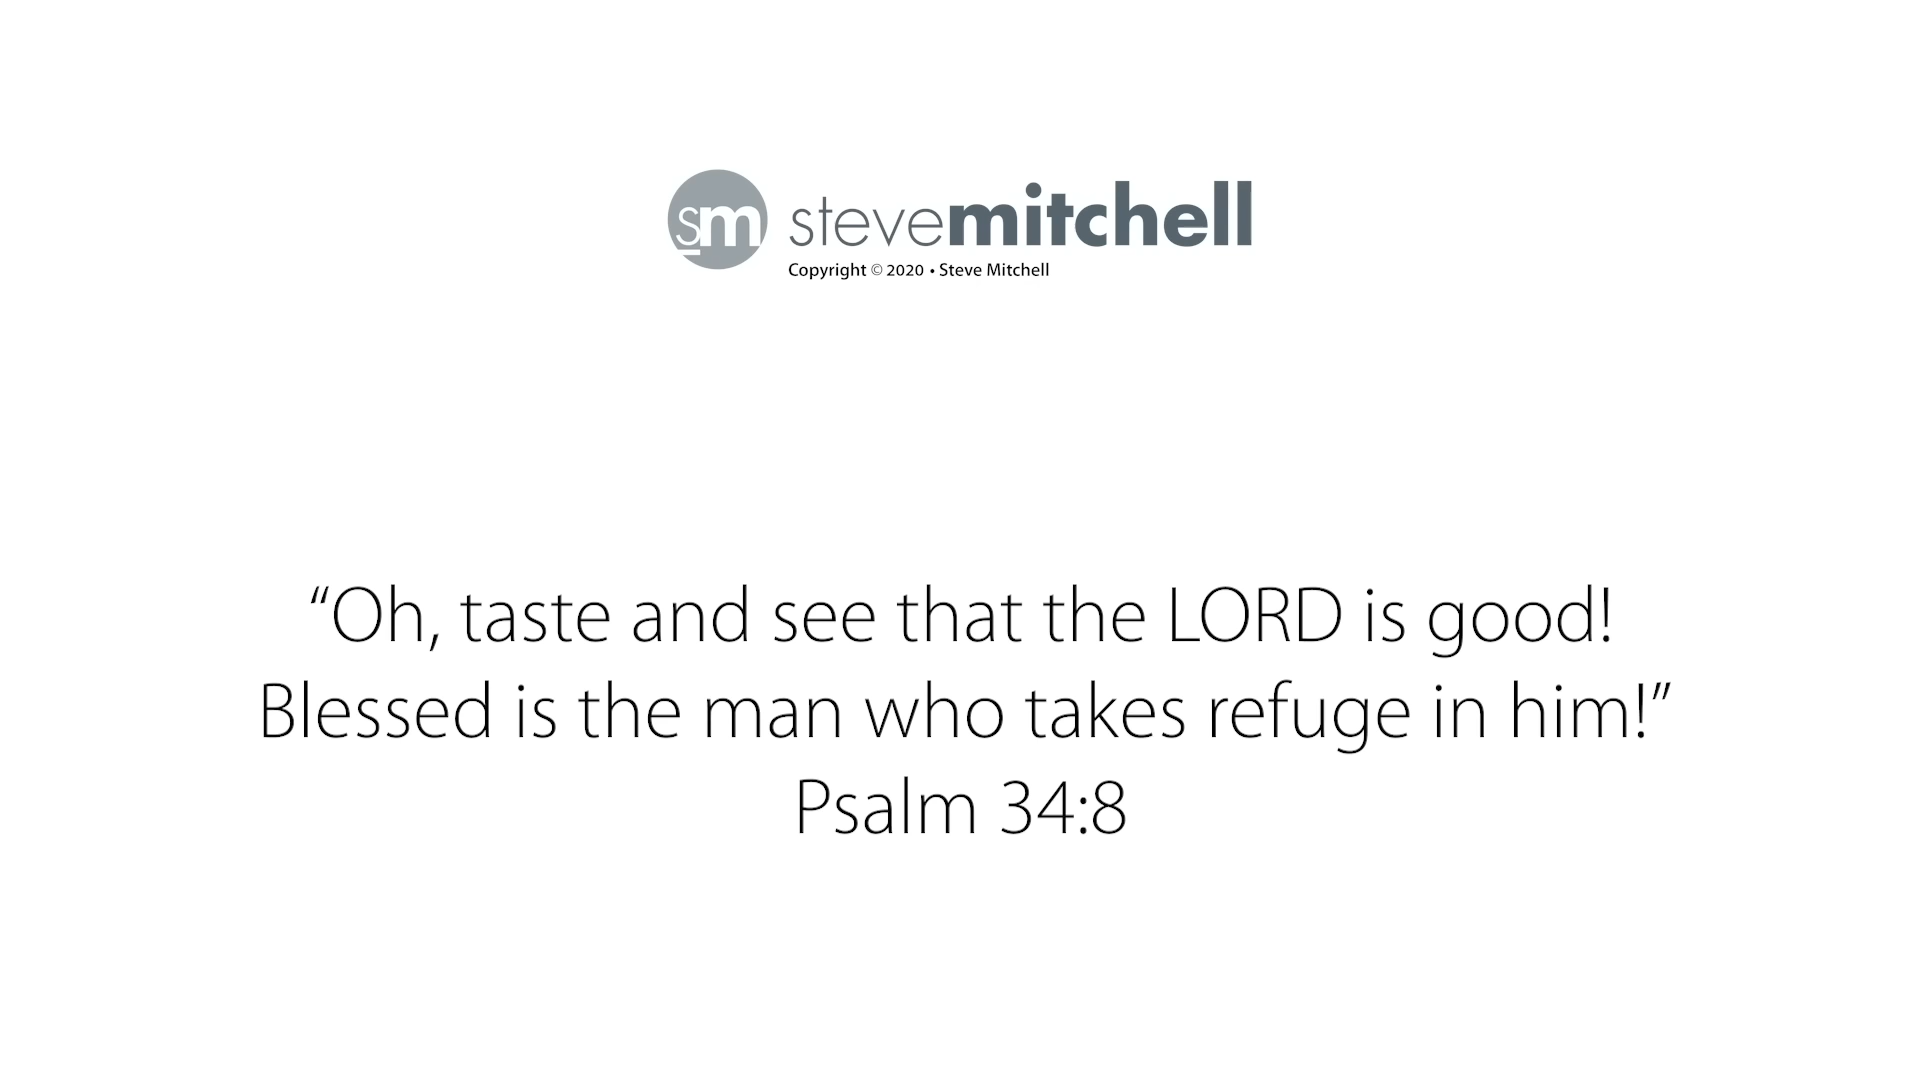 sm stevemitchell
Copyright © 2020 • Steve Mitchell
“Oh, taste and see that the LORD is good!
Blessed is the man who takes refuge in him!”
Psalm 34:8